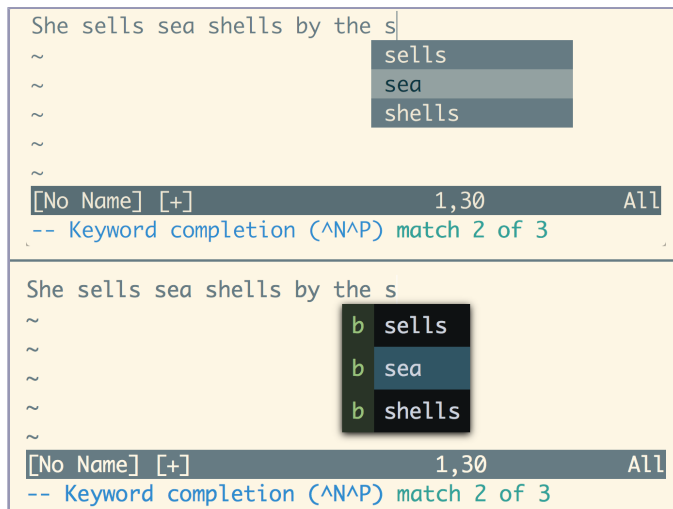 She sells sea shells by the s
~ sells
~ sea
~ shells
~
~
[No Name] [+] 1,30 All
-- Keyword completion (^N^P) match 2 of 3
She sells sea shells by the s
~ b sells
~
~ b sea
~ b shells
~
[No Name] [+] 1,30 All
-- Keyword completion (^N^P) match 2 of 3